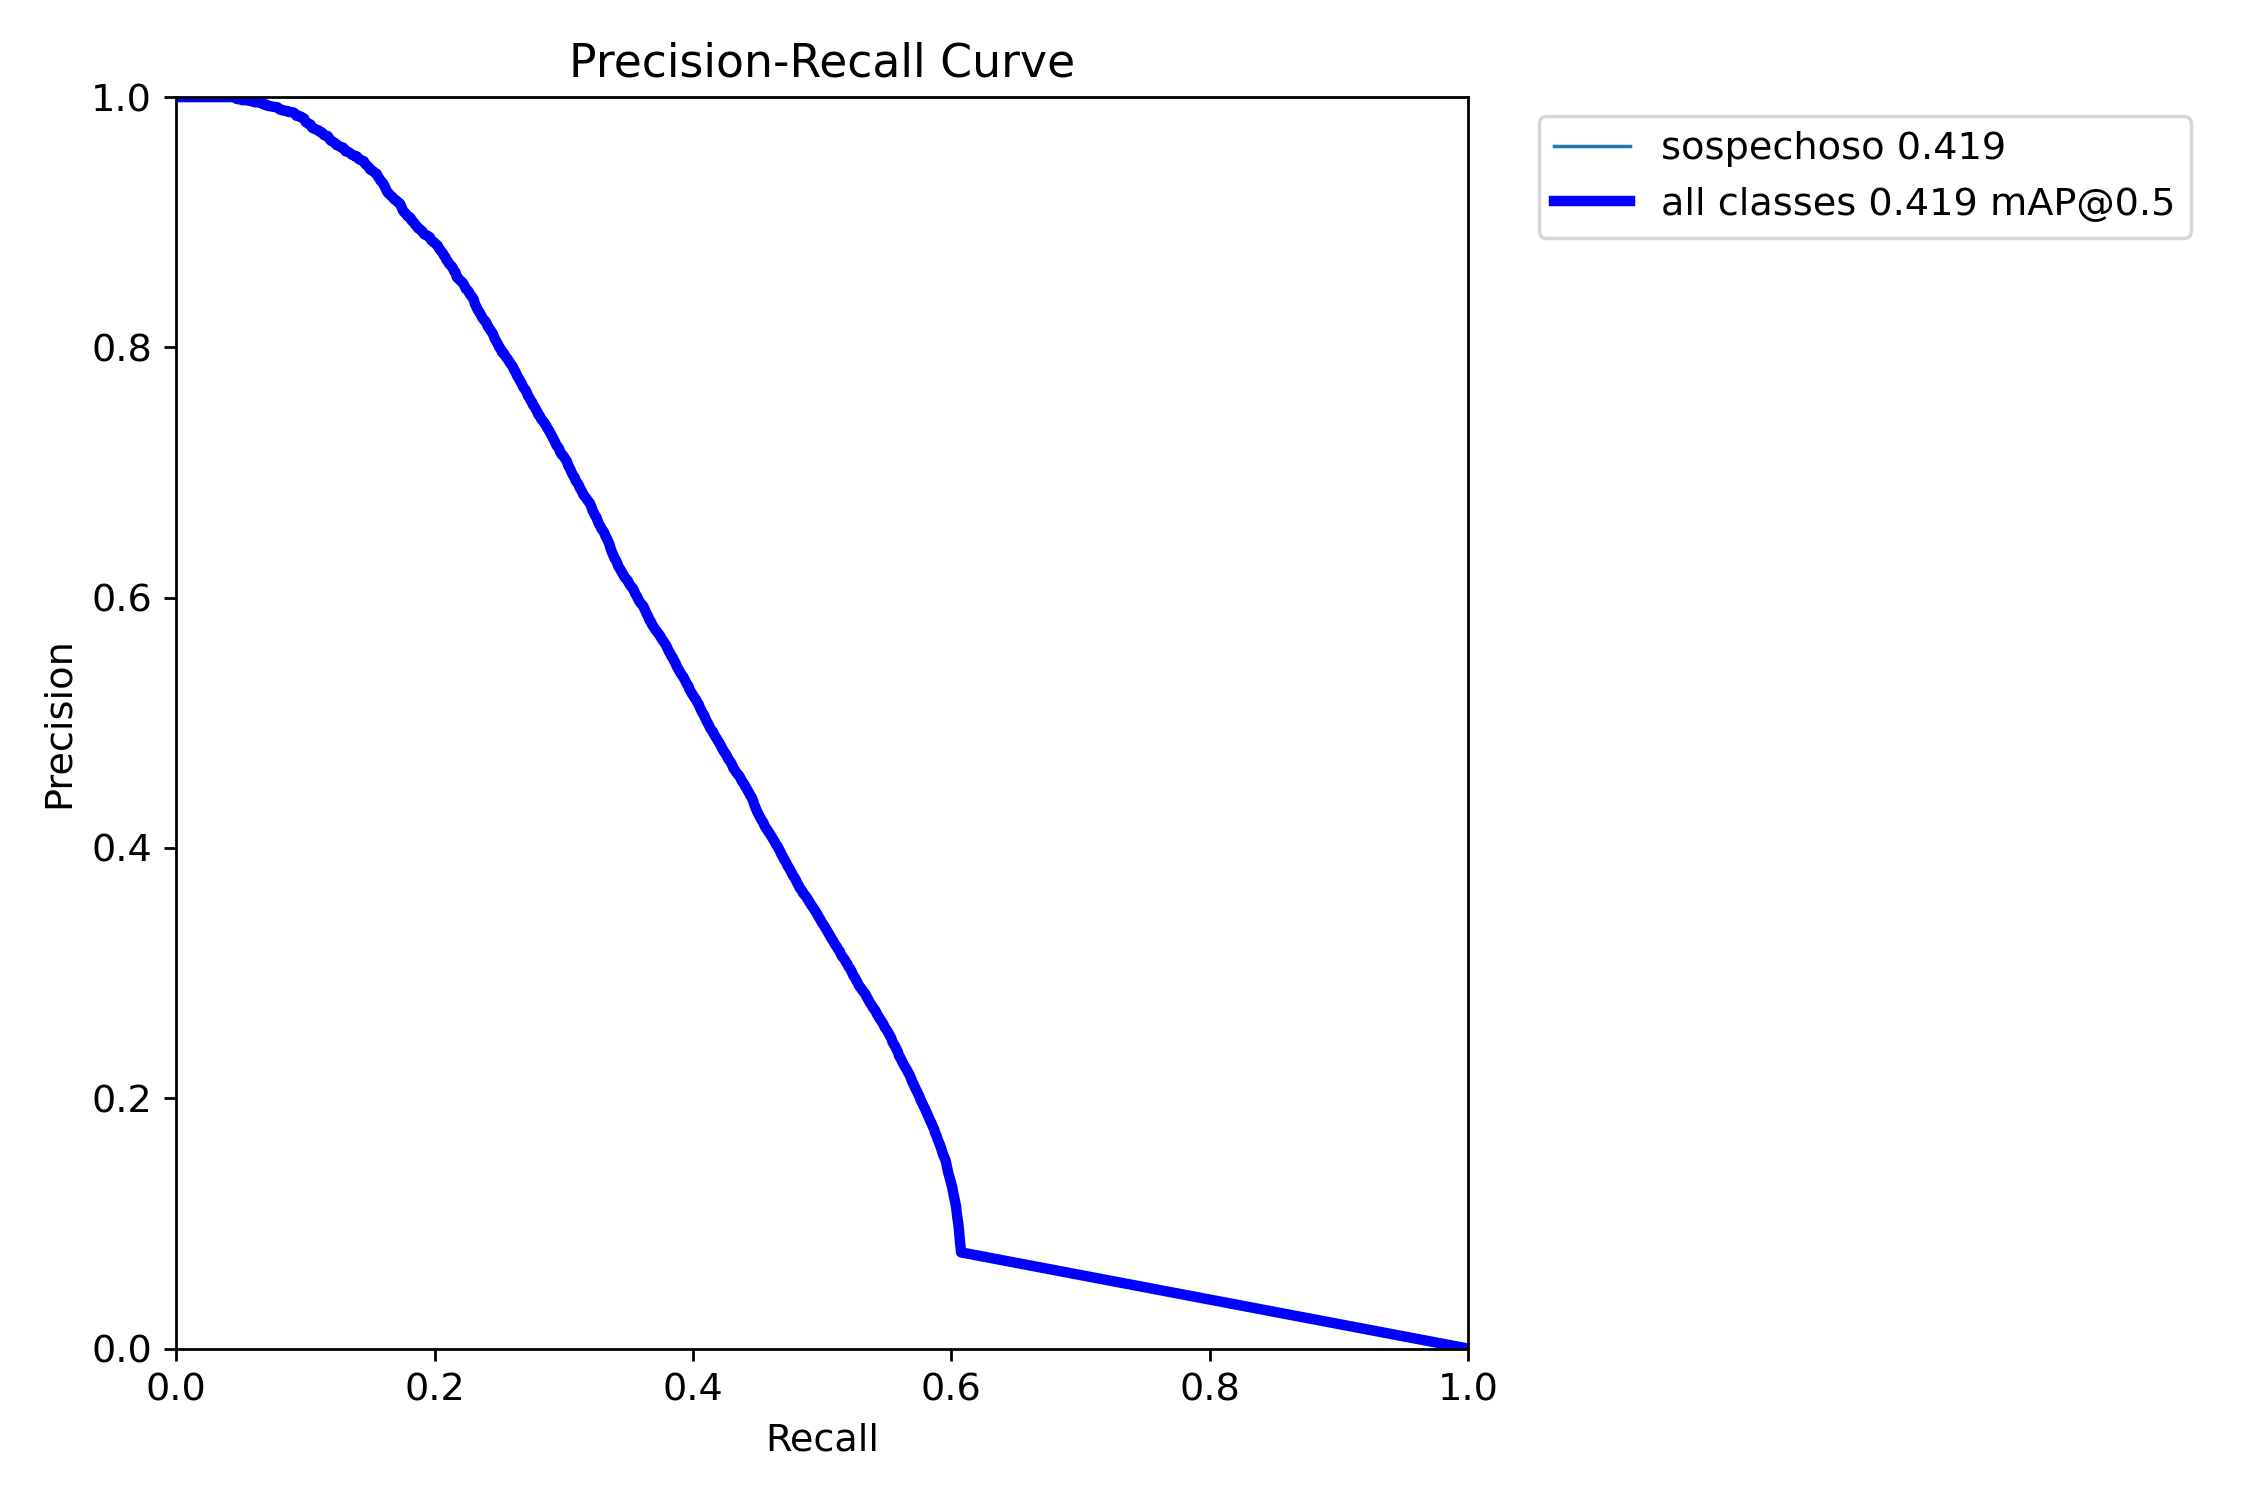 Precision-Recall Curve
1.0
0.8
0.6
0.4
0.2
0.0
Precision
0.0 0.2 0.4 0.6 0.8 1.0
Recall
sospechoso 0.419
all classes 0.419 mAP@0.5